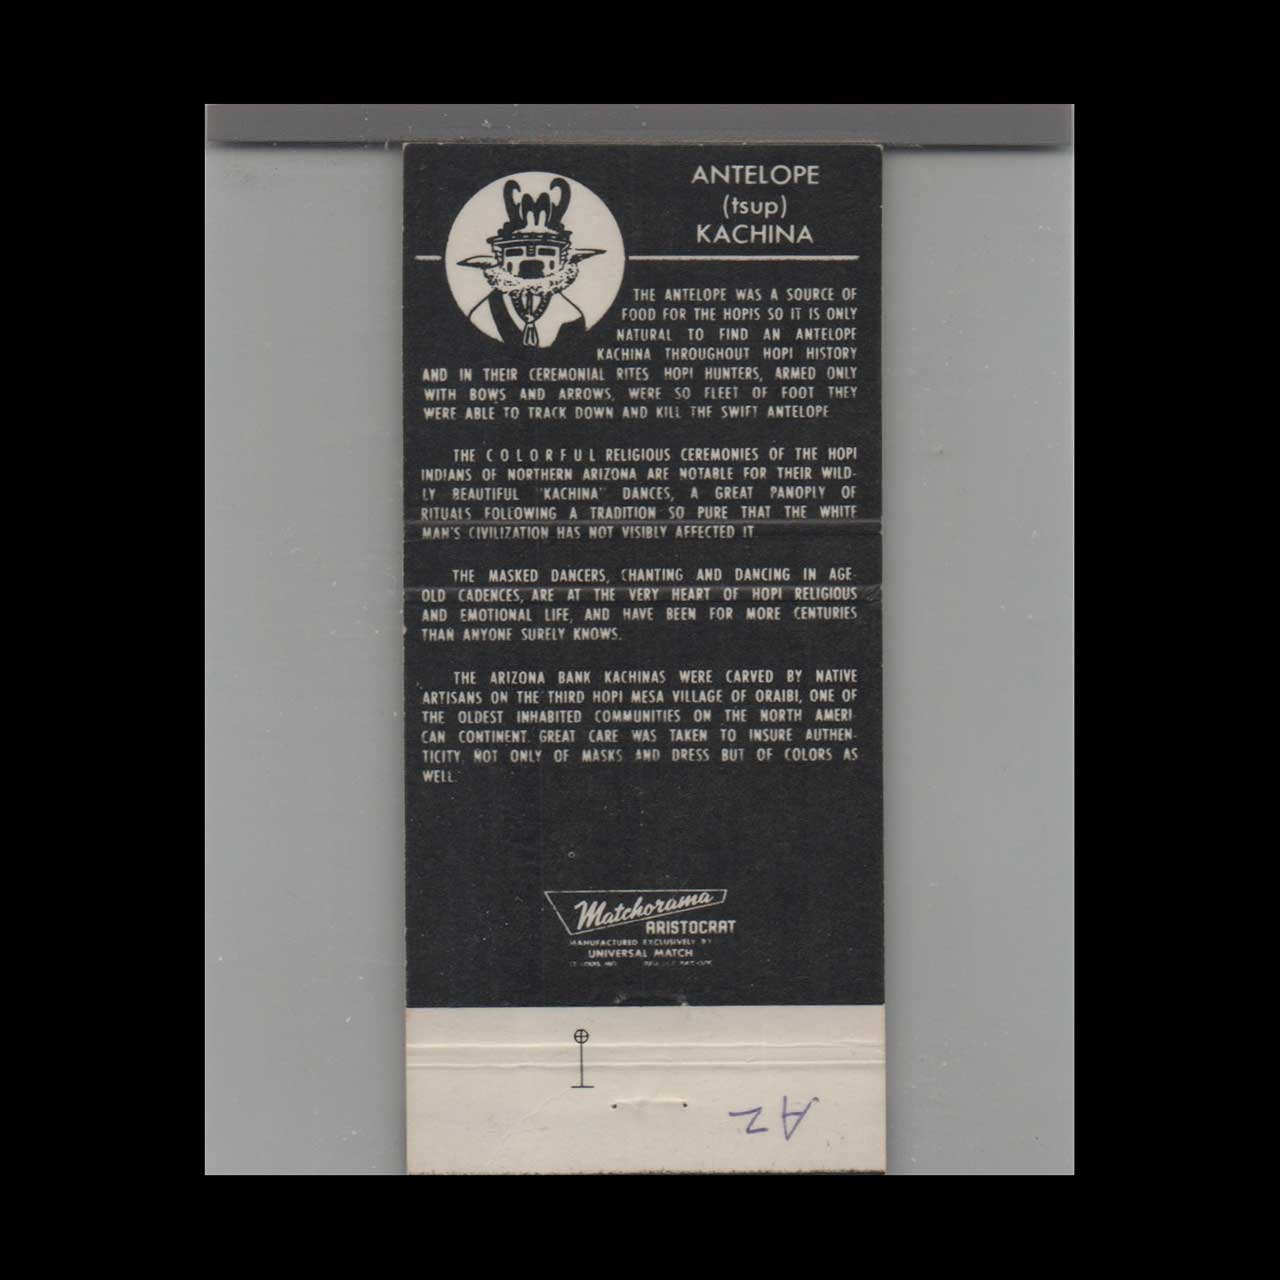 ANTELOPE
(tsup)
KACHINA
THE ANTELOPE WAS A SOURCE OF
FOOD FOR THE HOPIS SO IT IS ONLY
NATURAL TO FIND AN ANTELOPE
KACHINA THROUGHOUT HOPI HISTORY
AND IN THEIR CEREMONIAL RITES. HOPI HUNTERS, ARMED ONLY
WITH BOWS AND ARROWS, WERE SO FLEET OF FOOT THEY
WERE ABLE TO TRACK DOWN AND KILL THE SWIFT ANTELOPE.
THE C O L O R F U L RELIGIOUS CEREMONIES OF THE HOPI
INDIANS OF NORTHERN ARIZONA ARE NOTABLE FOR THEIR WILD-
LY BEAUTIFUL "KACHINA" DANCES, A GREAT PANOPLY OF
RITUALS FOLLOWING A TRADITION SO PURE THAT THE WHITE
MAN'S CIVILIZATION HAS NOT VISIBLY AFFECTED IT.
THE MASKED DANCERS, CHANTING AND DANCING IN AGE-
OLD CADENCES, ARE AT THE VERY HEART OF HOPI RELIGIOUS
AND EMOTIONAL LIFE, AND HAVE BEEN FOR MORE CENTURIES
THAN ANYONE SURELY KNOWS.
THE ARIZONA BANK KACHINAS WERE CARVED BY NATIVE
ARTISANS ON THE THIRD HOPI MESA VILLAGE OF ORAIBI, ONE OF
THE OLDEST INHABITED COMMUNITIES ON THE NORTH AMERI-
CAN CONTINENT. GREAT CARE WAS TAKEN TO INSURE AUTHEN-
TICITY NOT ONLY OF MASKS AND DRESS BUT OF COLORS AS
WELL.
Matchorama
ARISTOCRAT
MANUFACTURED EXCLUSIVELY BY
UNIVERSAL MATCH
ST. LOUIS, MO.
AZ